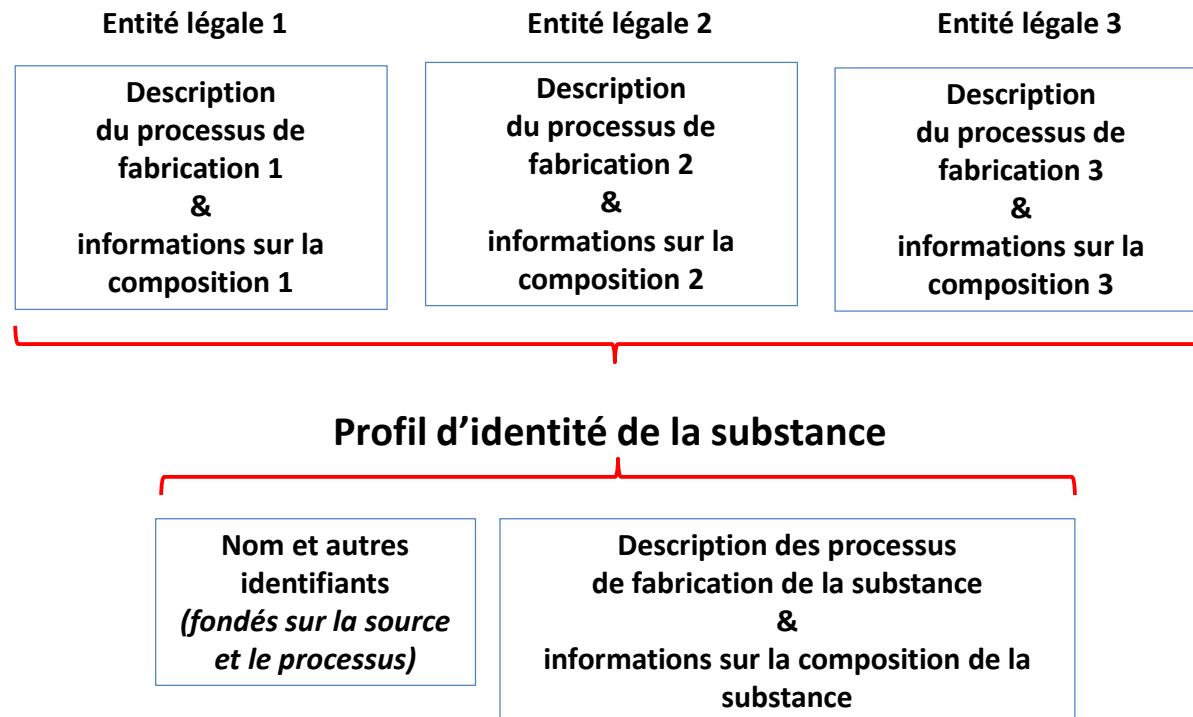 Entité légale 1
Entité légale 2
Entité légale 3
Description
du processus de
fabrication 1
&
informations sur la
composition 1
Description
du processus de
fabrication 2
&
informations sur la
composition 2
Description
du processus de
fabrication 3
&
informations sur la
composition 3
Profil d’identité de la substance
Nom et autres
identifiants
(fondés sur la source
et le processus)
Description des processus
de fabrication de la substance
&
informations sur la composition de la
substance